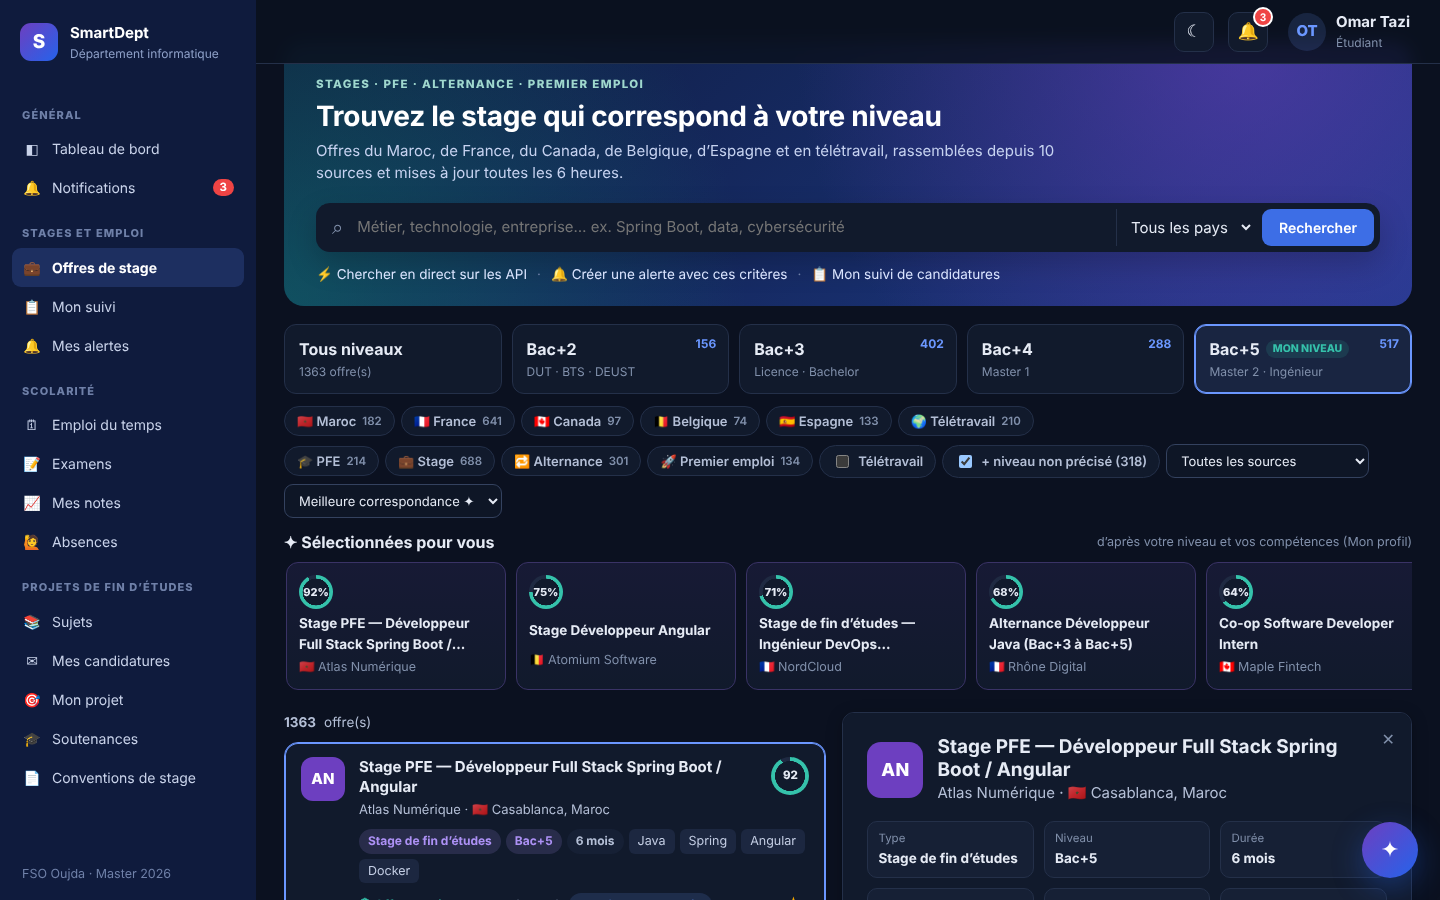 S
SmartDept
Département informatique
3
OT
Omar Tazi
Étudiant
GÉNÉRAL
Tableau de bord
Notifications
3
STAGES ET EMPLOI
Offres de stage
Mon suivi
Mes alertes
SCOLARITÉ
Emploi du temps
Examens
Mes notes
Absences
PROJETS DE FIN D’ÉTUDES
Sujets
Mes candidatures
Mon projet
Soutenances
Conventions de stage
FSO Oujda · Master 2026
STAGES · PFE · ALTERNANCE · PREMIER EMPLOI
Trouvez le stage qui correspond à votre niveau
Offres du Maroc, de France, du Canada, de Belgique, d’Espagne et en télétravail, rassemblées depuis 10
sources et mises à jour toutes les 6 heures.
Métier, technologie, entreprise… ex. Spring Boot, data, cybersécurité
Tous les pays
Rechercher
⚡ Chercher en direct sur les API · 🔔 Créer une alerte avec ces critères · 📋 Mon suivi de candidatures
Tous niveaux
1363 offre(s)
Bac+2
156
DUT · BTS · DEUST
Bac+3
402
Licence · Bachelor
Bac+4
288
Master 1
Bac+5 MON NIVEAU
517
Master 2 · Ingénieur
🇲🇦 Maroc 182 🇫🇷 France 641 🇨🇦 Canada 97 🇧🇪 Belgique 74 🇪🇸 Espagne 133 🌍 Télétravail 210
🎓 PFE 214 💼 Stage 688 🔁 Alternance 301 🚀 Premier emploi 134 Télétravail + niveau non précisé (318) Toutes les sources
Meilleure correspondance ✦
✦ Sélectionnées pour vous
d’après votre niveau et vos compétences (Mon profil)
92%
Stage PFE — Développeur
Full Stack Spring Boot /…
🇲🇦 Atlas Numérique
75%
Stage Développeur Angular
🇧🇪 Atomium Software
71%
Stage de fin d’études —
Ingénieur DevOps…
🇫🇷 NordCloud
68%
Alternance Développeur
Java (Bac+3 à Bac+5)
🇫🇷 Rhône Digital
64%
Co-op Software Developer
Intern
🇨🇦 Maple Fintech
1363 offre(s)
AN
Stage PFE — Développeur Full Stack Spring Boot /
Angular
92
Atlas Numérique · 🇲🇦 Casablanca, Maroc
Stage de fin d’études Bac+5 6 mois Java Spring Angular
Docker
AN
Stage PFE — Développeur Full Stack Spring
Boot / Angular
Atlas Numérique · 🇲🇦 Casablanca, Maroc
✕
Type
Stage de fin d’études
Niveau
Bac+5
Durée
6 mois